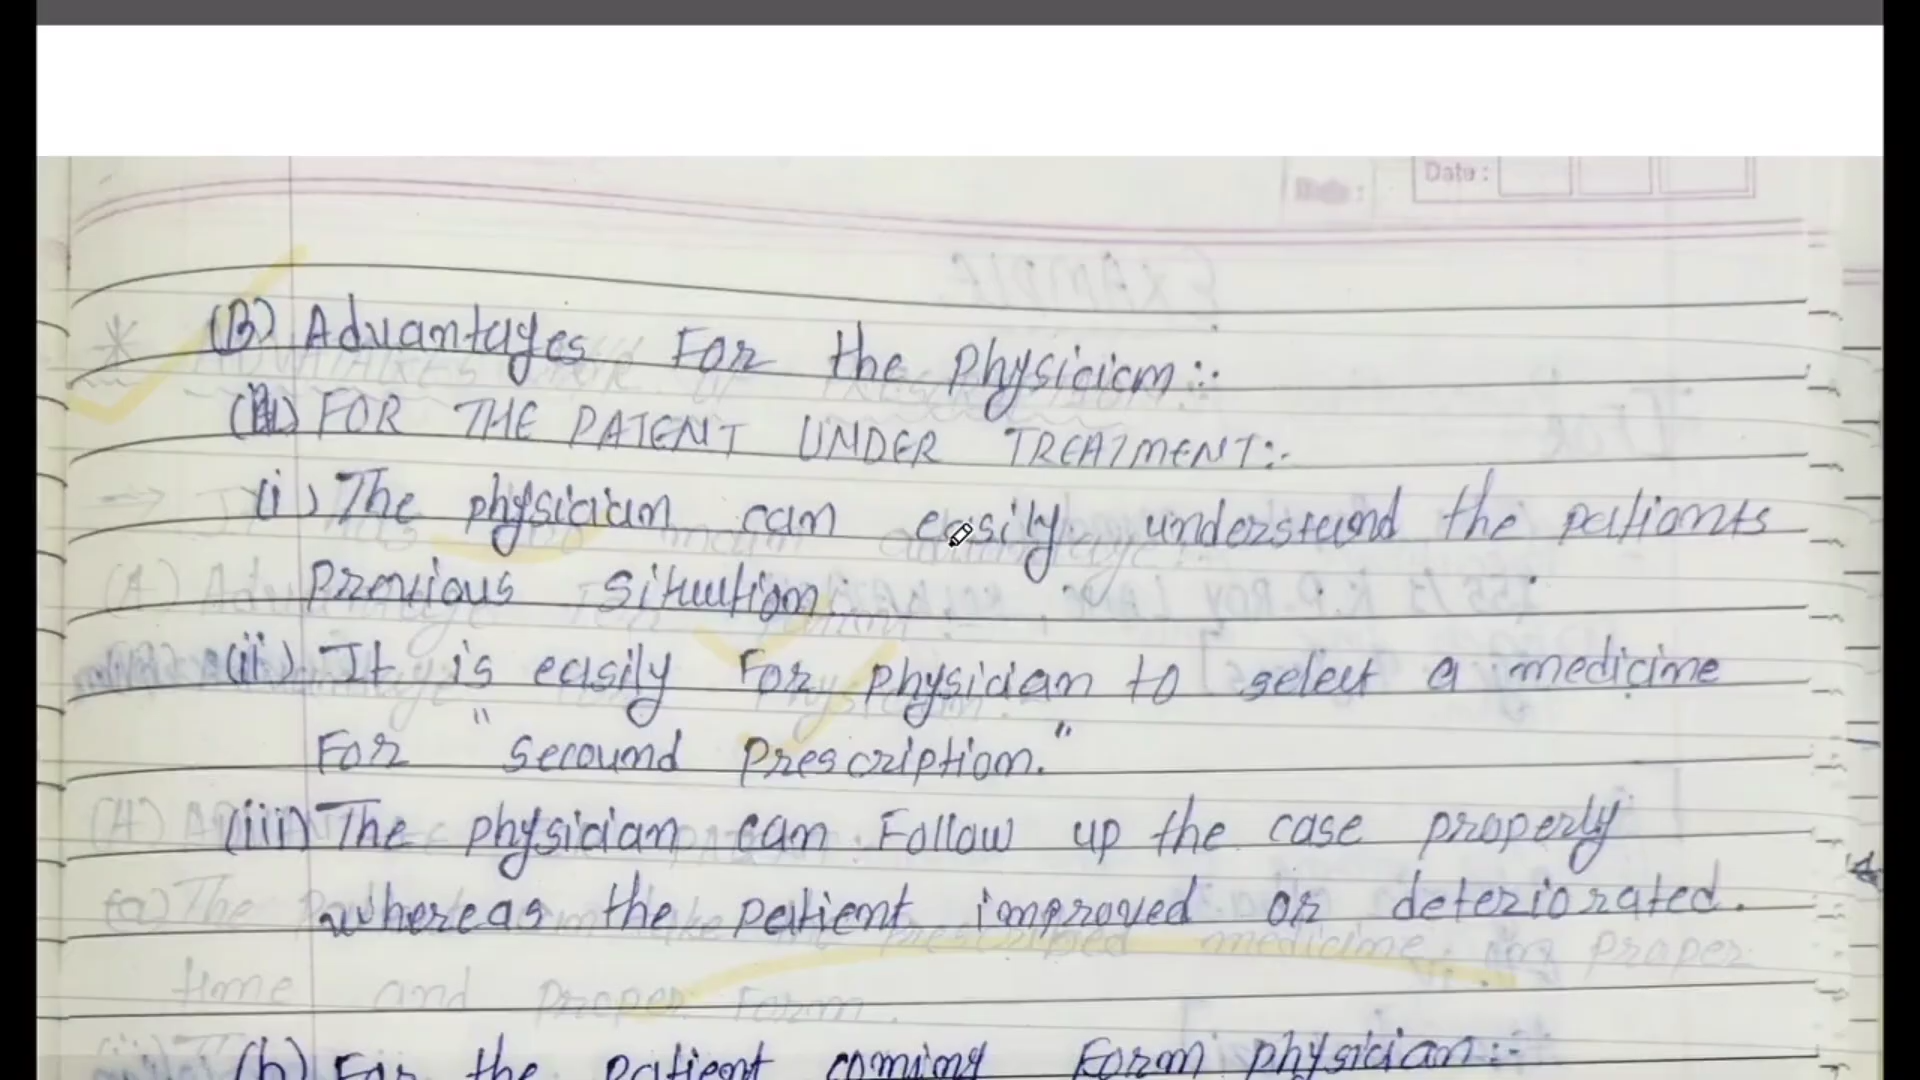 Date :
(B) Advantages For the physician :-
FOR THE PATENT UNDER TREATMENT:-
(i) The physician can easily understand the patients
Previous situation.
(ii) It is easily For physician to select a medicine
For "secound Prescription."
(iii) The physician can Follow up the case properly
whereas the patient improved or deteriorated.
(b) For the patient coming Form physician:-